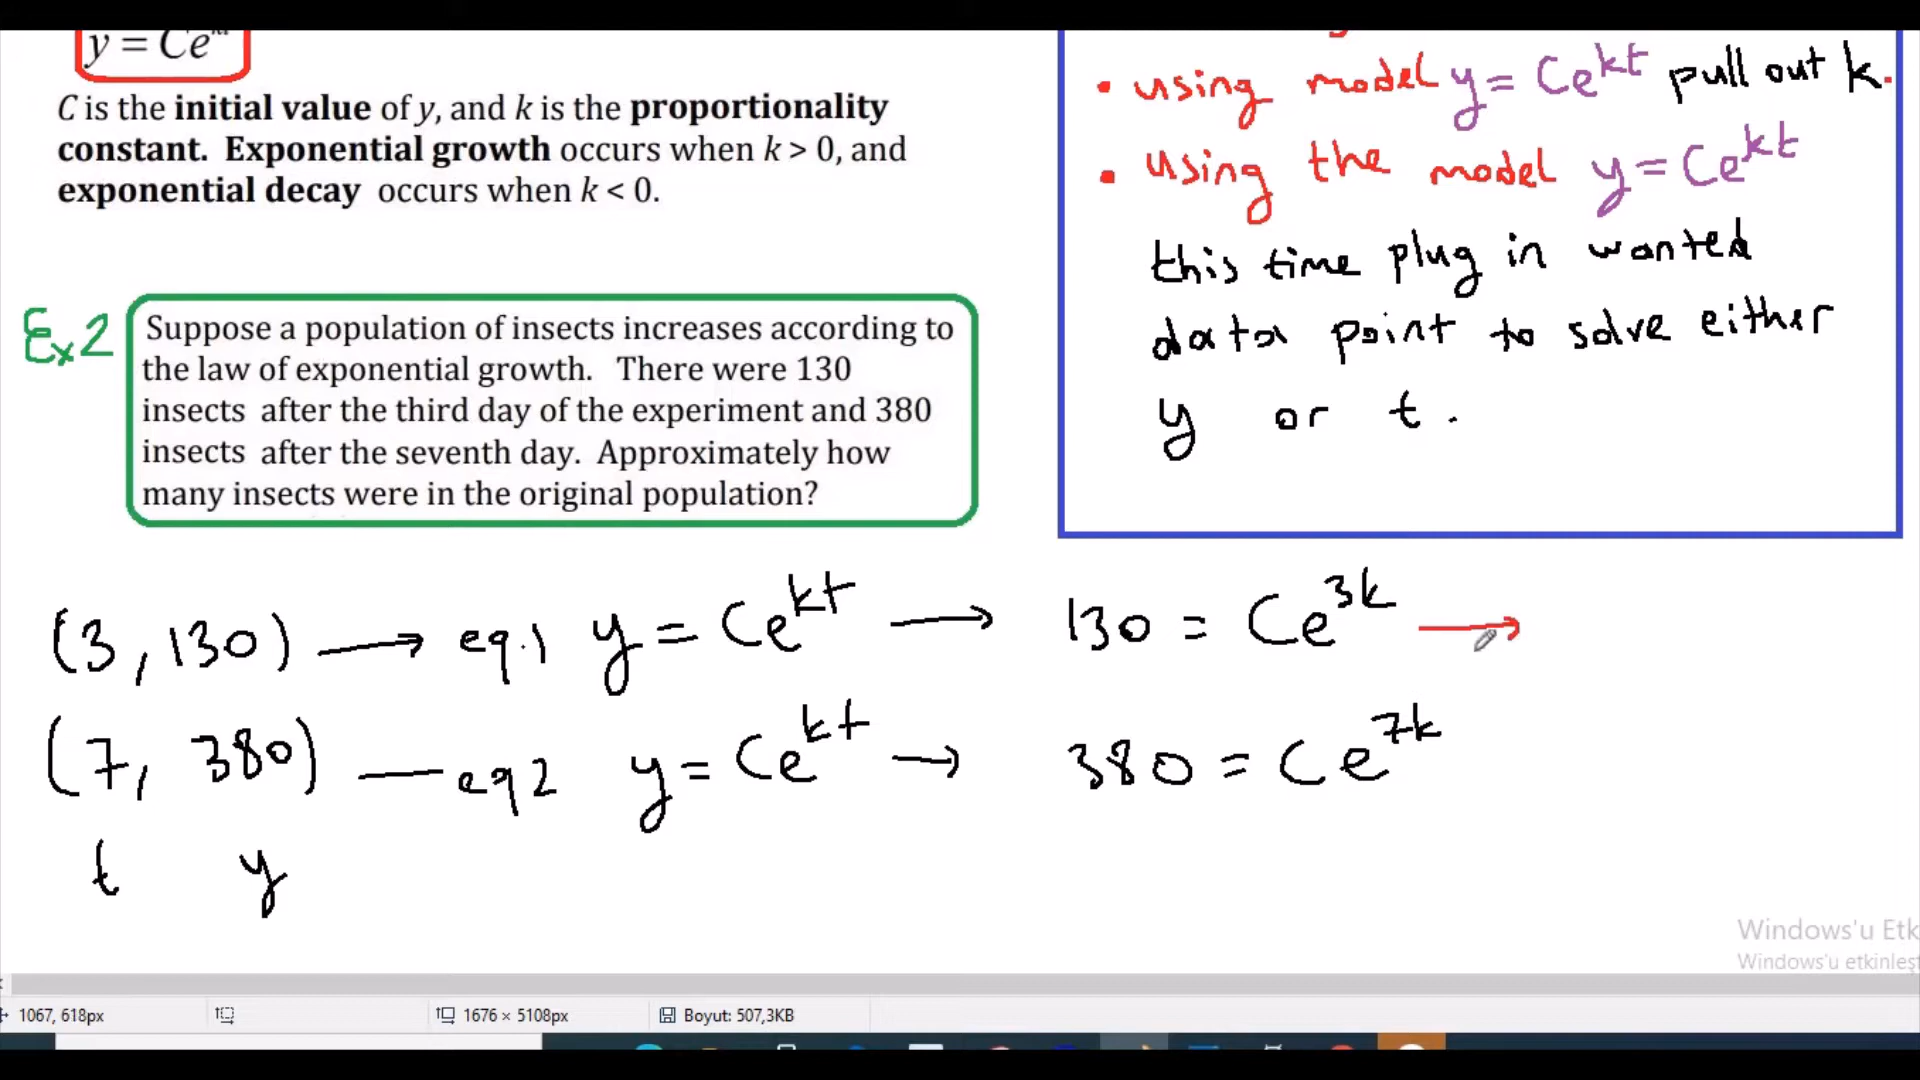 y = Ce^kt
C is the initial value of y, and k is the proportionality
constant. Exponential growth occurs when k > 0, and
exponential decay occurs when k < 0.
• using model y = Ce^kt pull out k.
• using the model y = Ce^kt
this time plug in wanted
data point to solve either
y or t.
Ex2
Suppose a population of insects increases according to
the law of exponential growth. There were 130
insects after the third day of the experiment and 380
insects after the seventh day. Approximately how
many insects were in the original population?
(3, 130) → eq.1 y = Ce^kt → 130 = Ce^3k →
(7, 380) — eq2 y = Ce^kt → 380 = Ce^7k
t y
Windows'u Etk
Windows'u etkinleşt
1067, 618px
1676 × 5108px
Boyut: 507,3KB